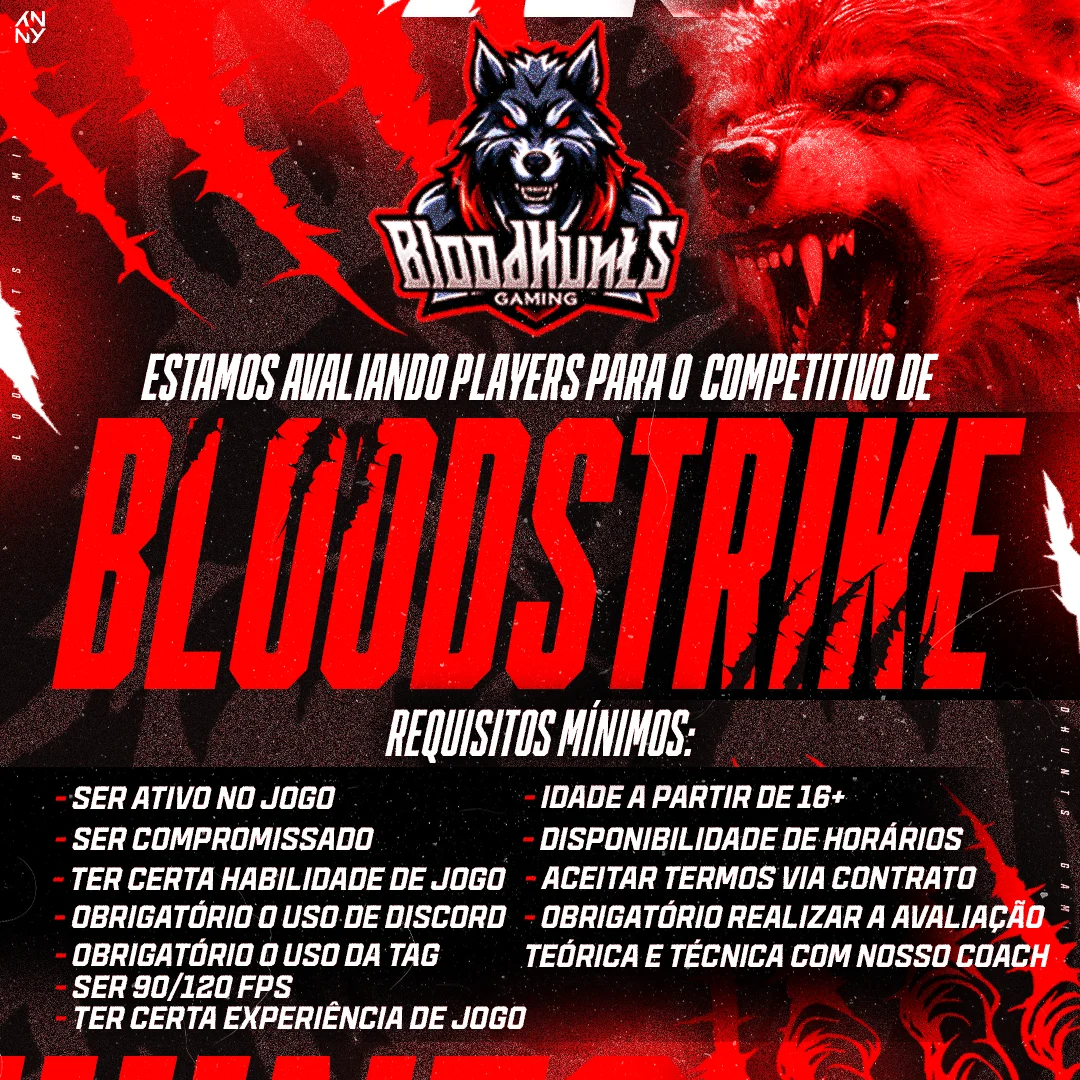 ANNY
BLOODHUNTS
GAMING
ESTAMOS AVALIANDO PLAYERS PARA O COMPETITIVO DE
BLOODSTRIKE
REQUISITOS MÍNIMOS:
- SER ATIVO NO JOGO
- SER COMPROMISSADO
- TER CERTA HABILIDADE DE JOGO
- OBRIGATÓRIO O USO DE DISCORD
- OBRIGATÓRIO O USO DA TAG
- SER 90/120 FPS
- TER CERTA EXPERIÊNCIA DE JOGO
- IDADE A PARTIR DE 16+
- DISPONIBILIDADE DE HORÁRIOS
- ACEITAR TERMOS VIA CONTRATO
- OBRIGATÓRIO REALIZAR A AVALIAÇÃO
TEÓRICA E TÉCNICA COM NOSSO COACH